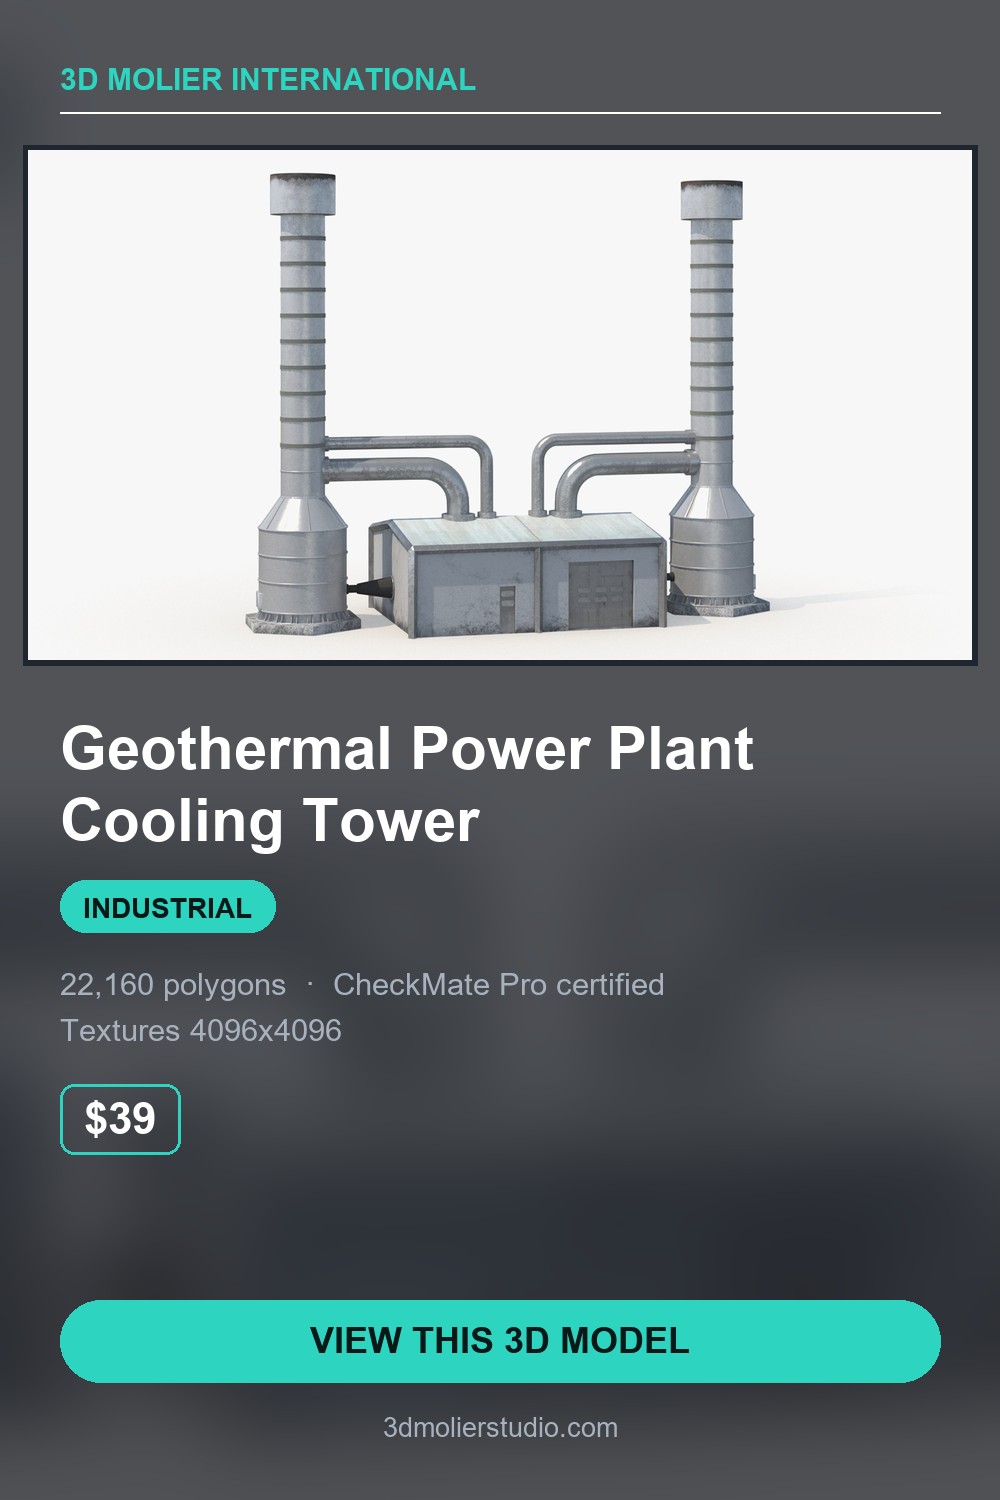 3D MOLIER INTERNATIONAL
Geothermal Power Plant
Cooling Tower
INDUSTRIAL
22,160 polygons · CheckMate Pro certified
Textures 4096x4096
$39
VIEW THIS 3D MODEL
3dmolierstudio.com